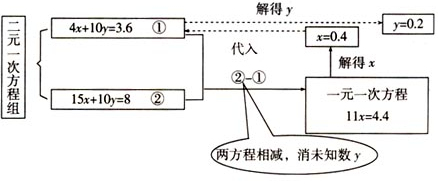 二元一次方程组
4x+10y=3.6 ①
15x+10y=8 ②
解得 y
代入
②-①
x=0.4
y=0.2
解得 x
一元一次方程
11x=4.4
两方程相减，消未知数 y